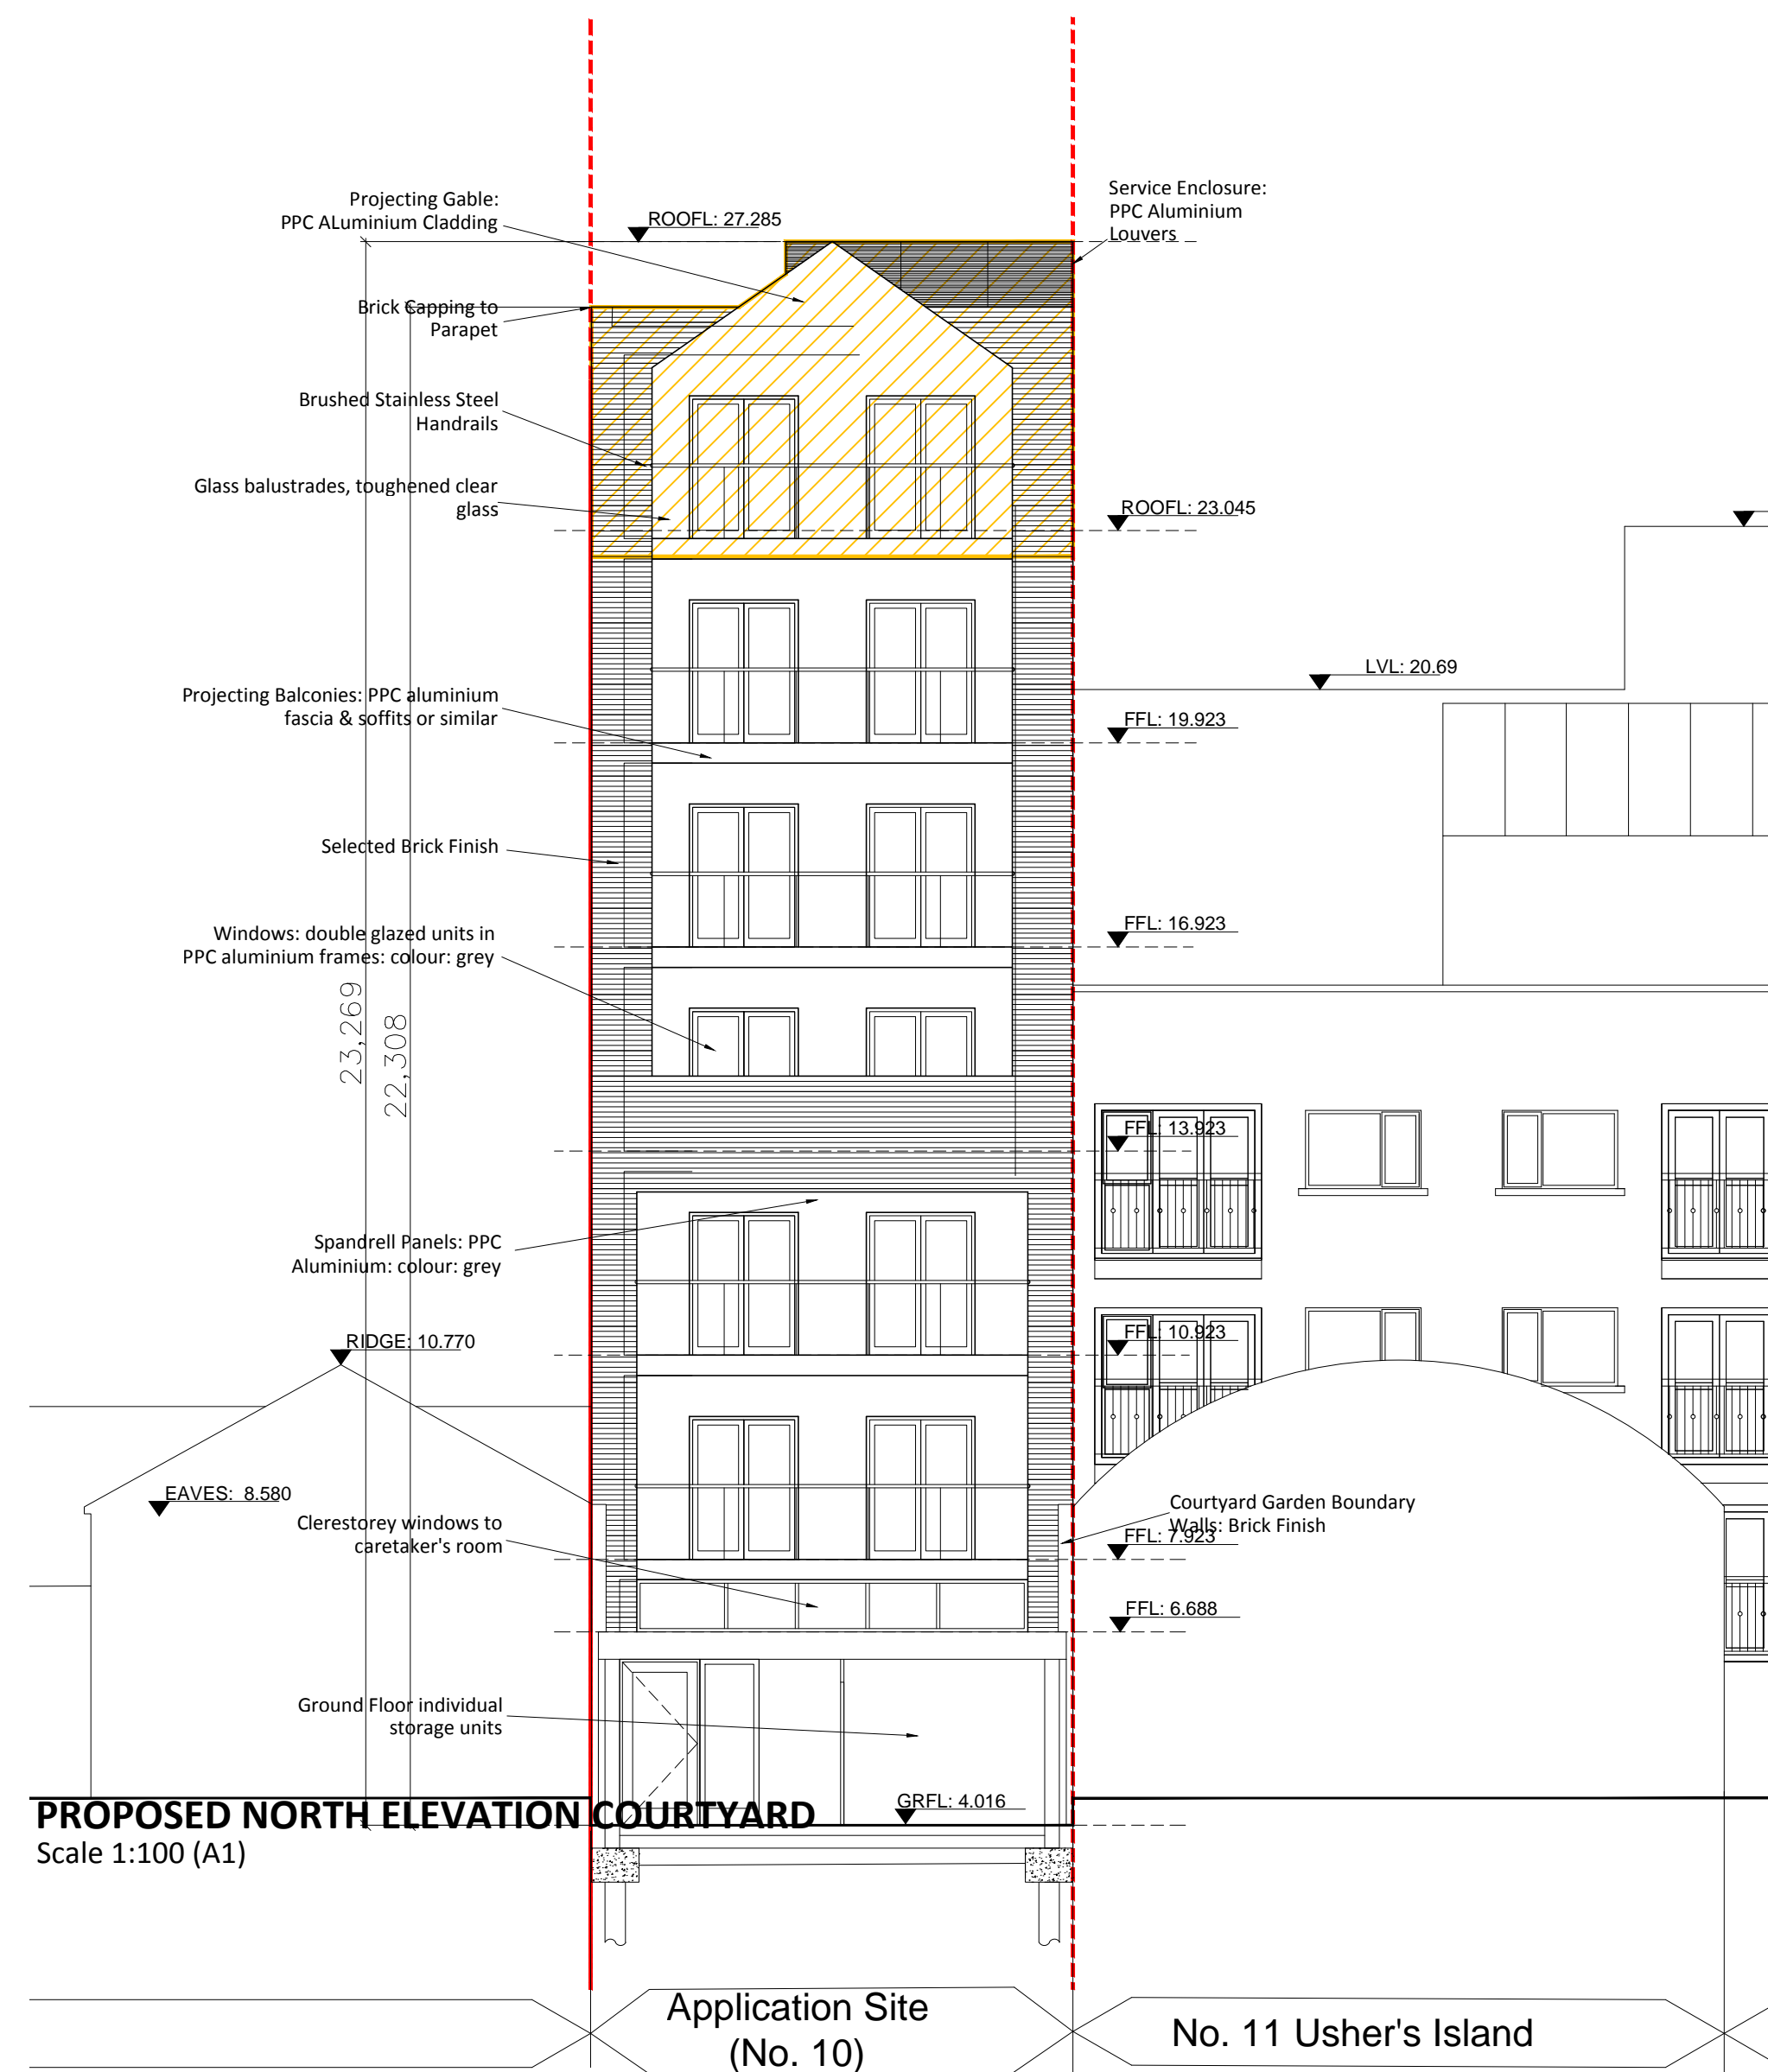 Projecting Gable:
PPC ALuminium Cladding
ROOFL: 27.285
Service Enclosure:
PPC Aluminium
Louvers
Brick Capping to
Parapet
Brushed Stainless Steel
Handrails
Glass balustrades, toughened clear
glass
ROOFL: 23.045
LVL: 20.69
Projecting Balconies: PPC aluminium
fascia & soffits or similar
FFL: 19.923
Selected Brick Finish
Windows: double glazed units in
PPC aluminium frames: colour: grey
FFL: 16.923
23,269
22,308
FFL: 13.923
Spandrell Panels: PPC
Aluminium: colour: grey
RIDGE: 10.770
FFL: 10.923
EAVES: 8.580
Clerestorey windows to
caretaker's room
Courtyard Garden Boundary
Walls: Brick Finish
FFL: 7.923
FFL: 6.688
Ground Floor individual
storage units
GRFL: 4.016
PROPOSED NORTH ELEVATION COURTYARD
Scale 1:100 (A1)
Application Site
(No. 10)
No. 11 Usher's Island